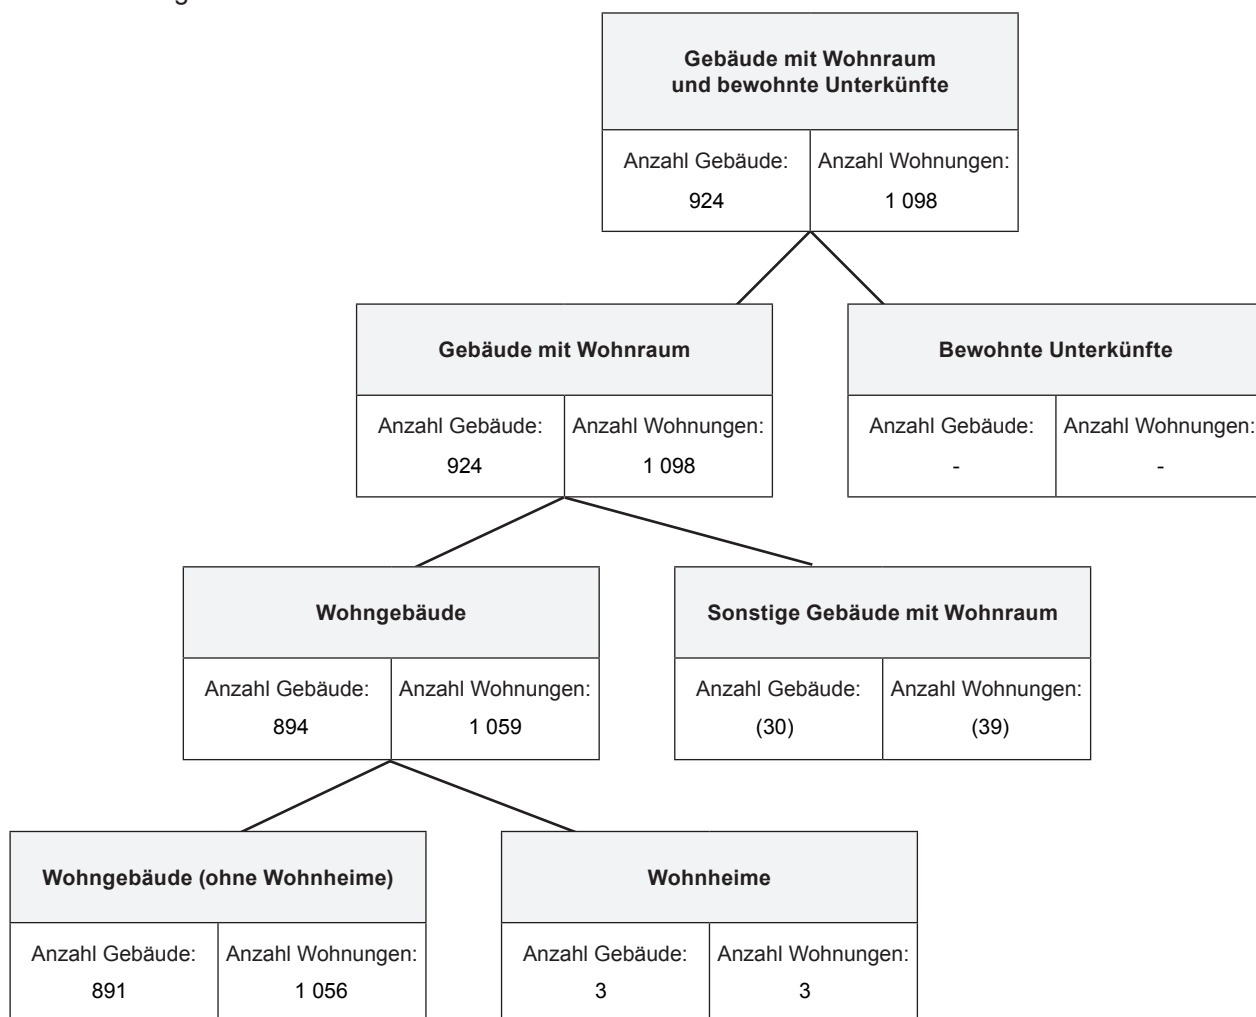 Gebäude mit Wohnraum
und bewohnte Unterkünfte
Anzahl Gebäude: Anzahl Wohnungen:
924 1 098
Gebäude mit Wohnraum Bewohnte Unterkünfte
Anzahl Gebäude: Anzahl Wohnungen: Anzahl Gebäude: Anzahl Wohnungen:
924 1 098 - -
Wohngebäude Sonstige Gebäude mit Wohnraum
Anzahl Gebäude: Anzahl Wohnungen: Anzahl Gebäude: Anzahl Wohnungen:
894 1 059 (30) (39)
Wohngebäude (ohne Wohnheime) Wohnheime
Anzahl Gebäude: Anzahl Wohnungen: Anzahl Gebäude: Anzahl Wohnungen:
891 1 056 3 3